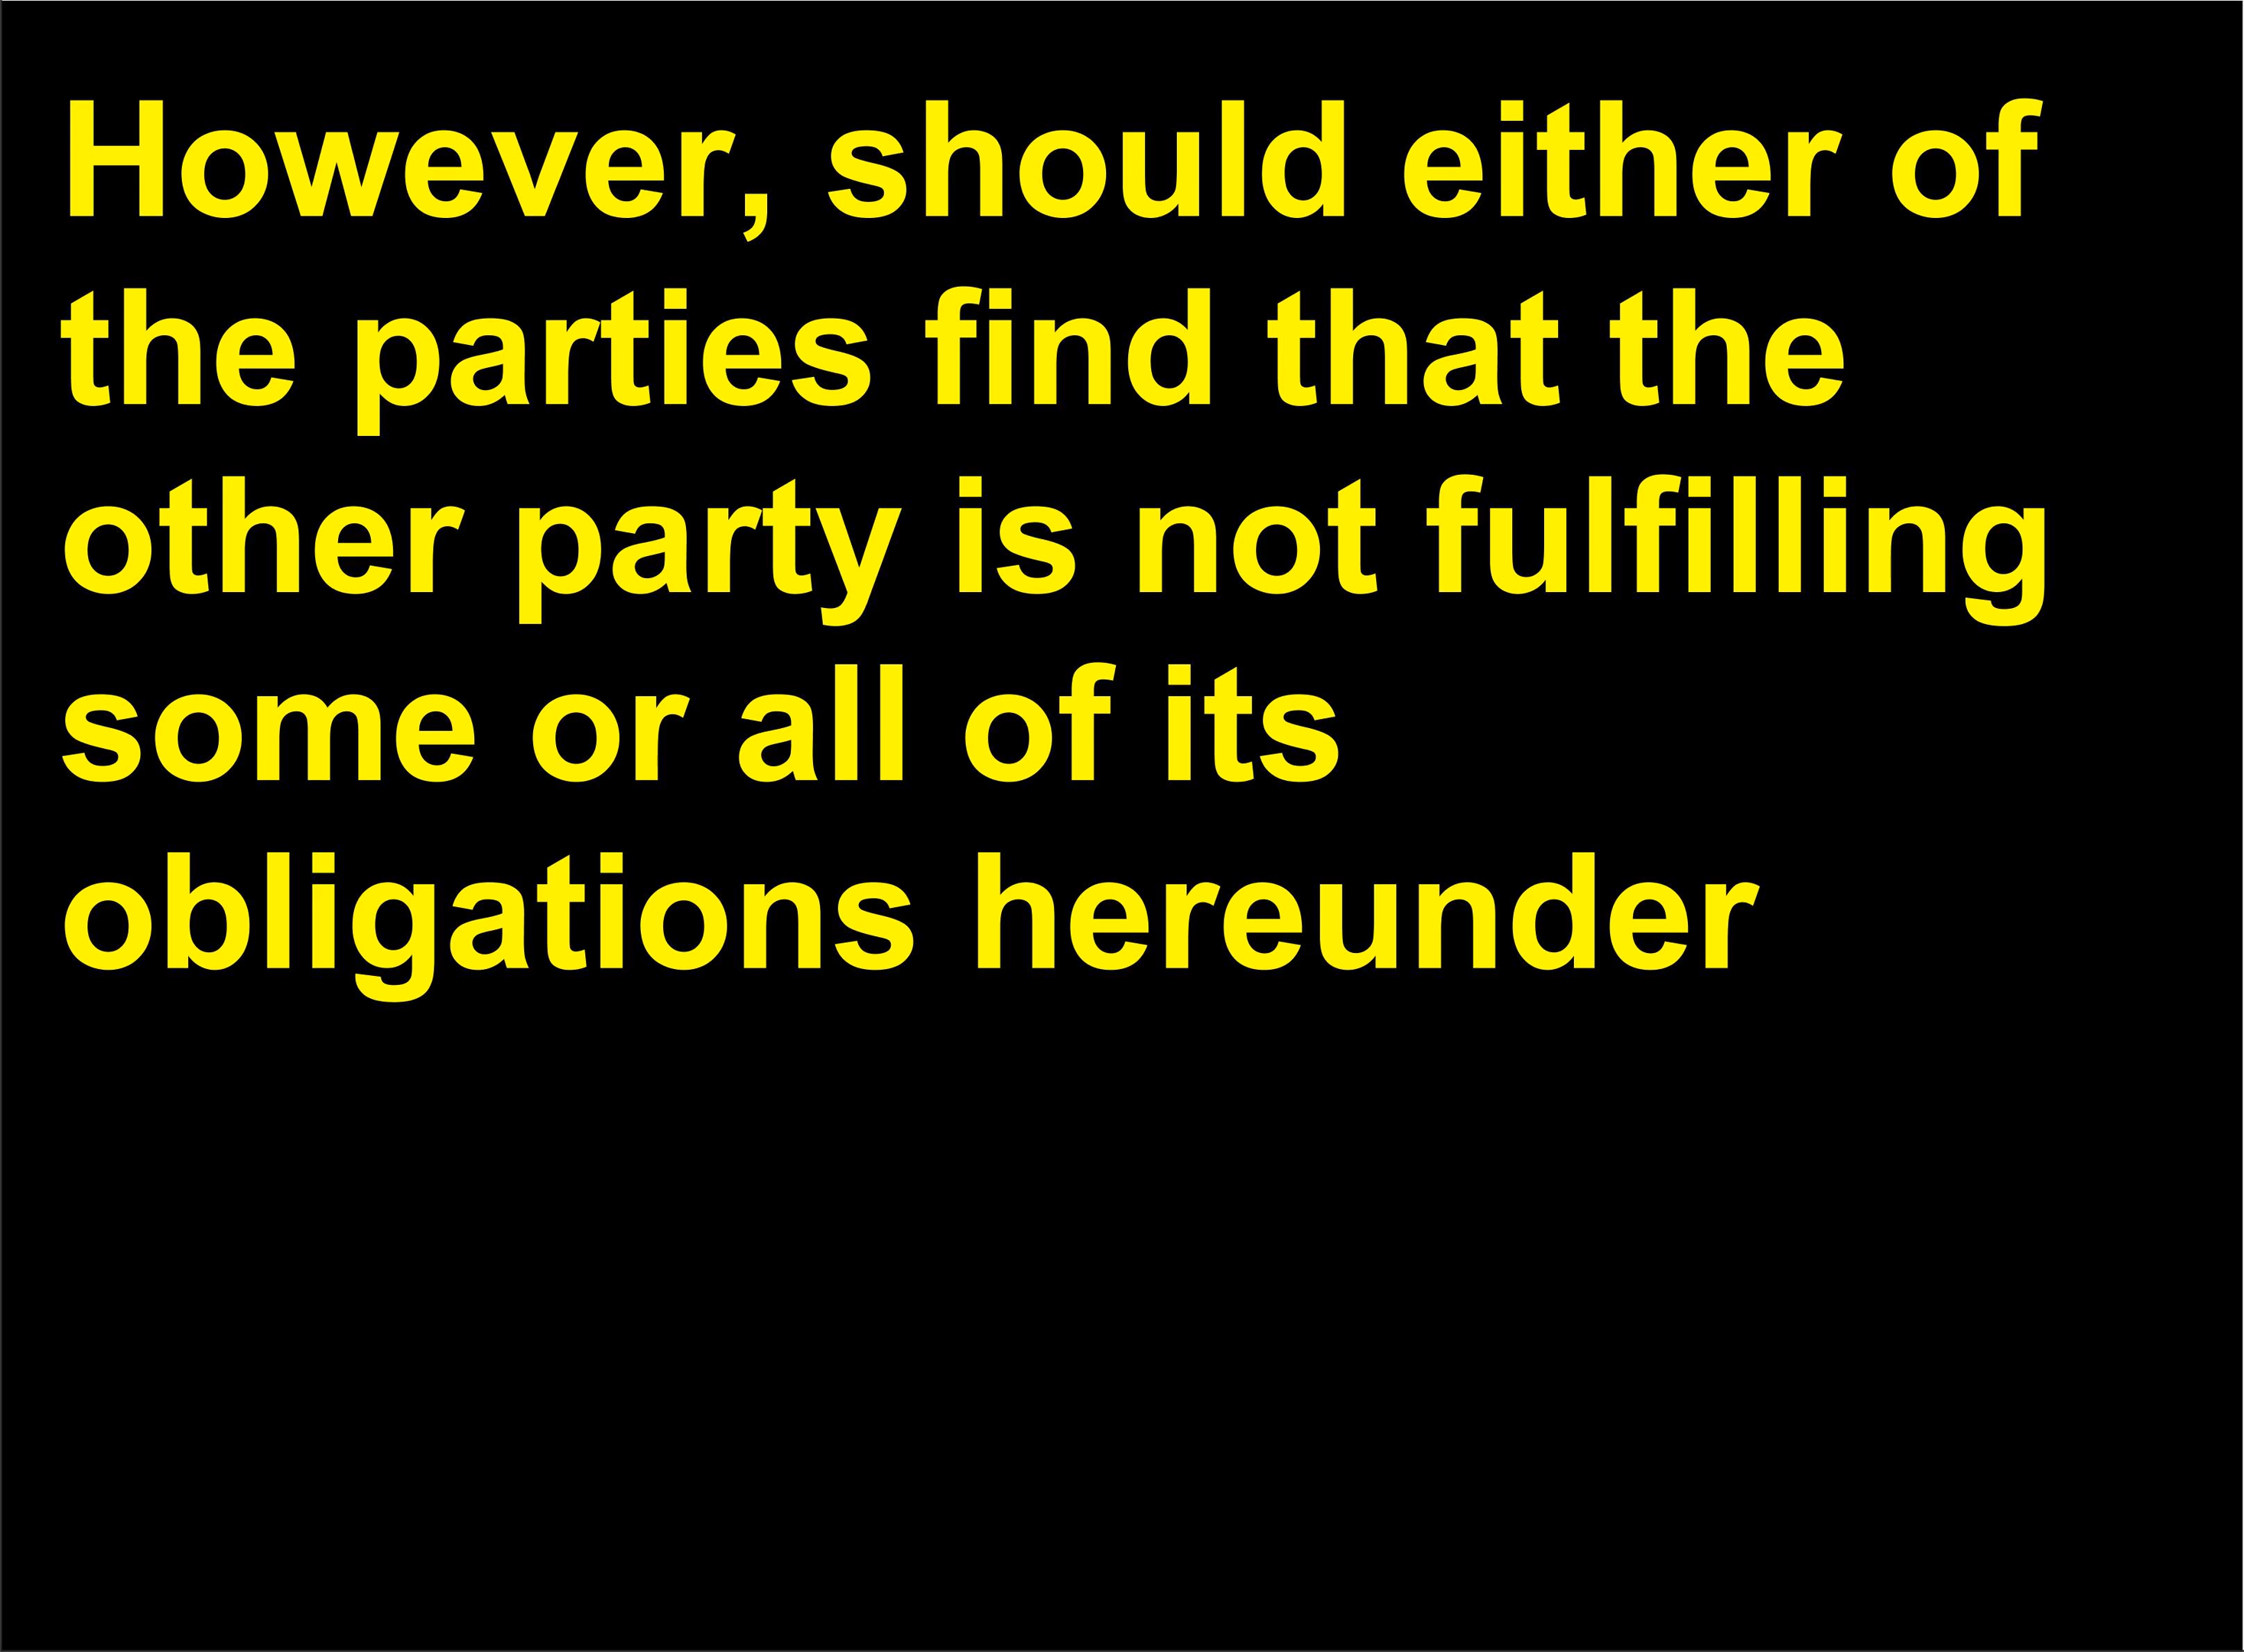 However, should either of
the parties find that the
other party is not fulfilling
some or all of its
obligations hereunder